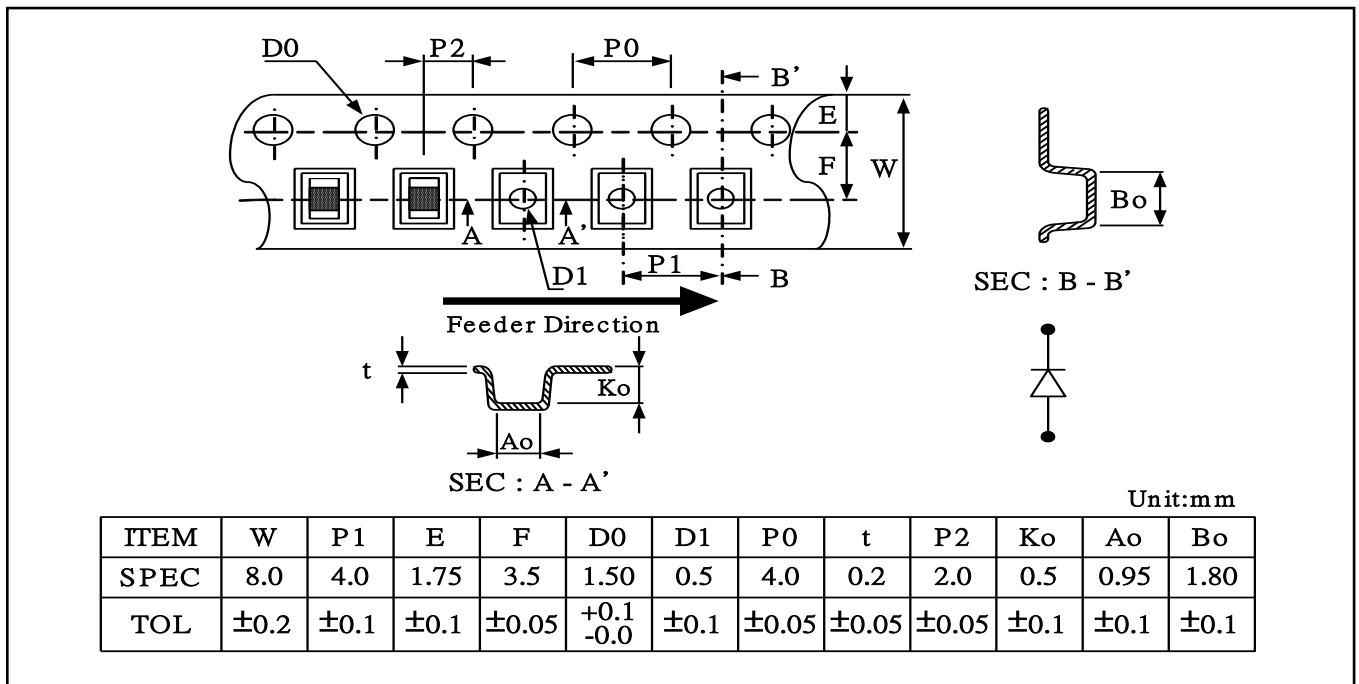 D0
P2
P0
B'
E
F
W
Bo
A
A'
P1
D1
B
SEC : B - B'
Feeder Direction
t
Ko
Ao
SEC : A - A'
Unit:mm
ITEM W P1 E F D0 D1 P0 t P2 Ko Ao Bo
SPEC 8.0 4.0 1.75 3.5 1.50 0.5 4.0 0.2 2.0 0.5 0.95 1.80
TOL ±0.2 ±0.1 ±0.1 ±0.05 +0.1 -0.0 ±0.1 ±0.05 ±0.05 ±0.05 ±0.1 ±0.1 ±0.1